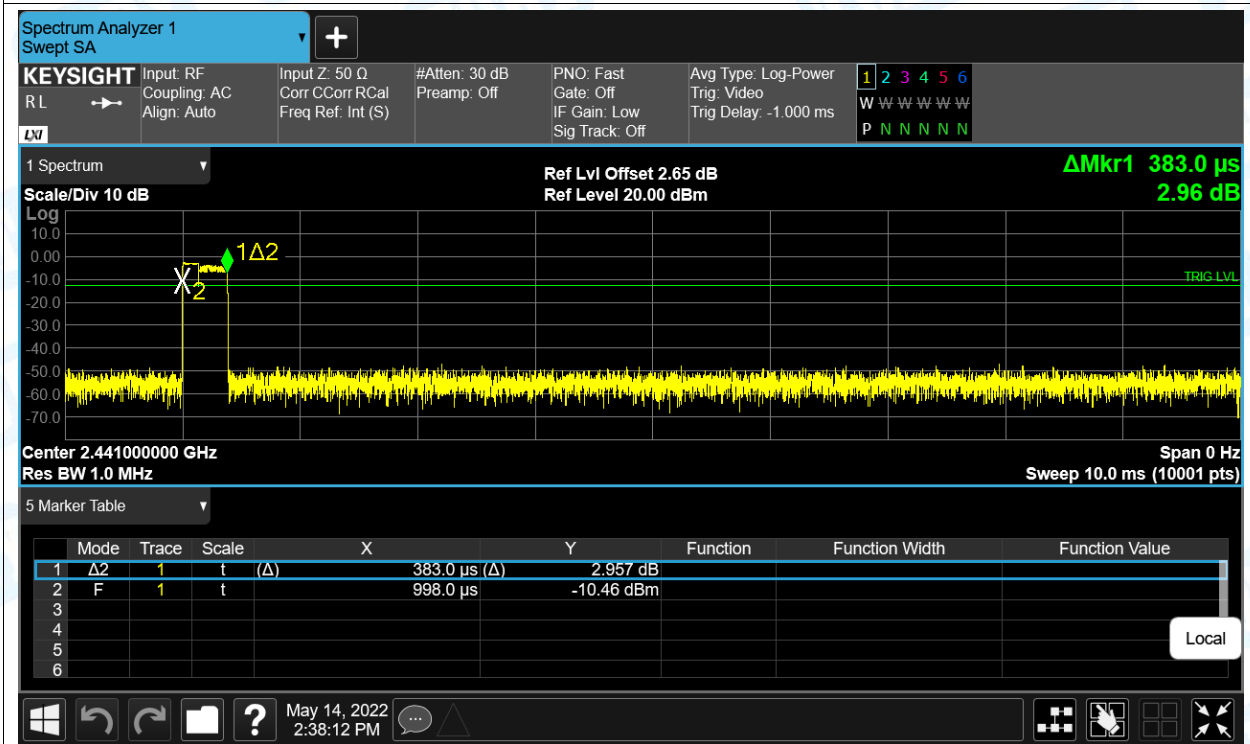 Spectrum Analyzer 1
Swept SA
KEYSIGHT
R L
LXI
Input: RF
Coupling: AC
Align: Auto
Input Z: 50 Ω
Corr CCorr RCal
Freq Ref: Int (S)
#Atten: 30 dB
Preamp: Off
PNO: Fast
Gate: Off
IF Gain: Low
Sig Track: Off
Avg Type: Log-Power
Trig: Video
Trig Delay: -1.000 ms
1 2 3 4 5 6
W W W W W W
P N N N N N
1 Spectrum
Scale/Div 10 dB
Ref Lvl Offset 2.65 dB
Ref Level 20.00 dBm
ΔMkr1 383.0 µs
2.96 dB
Log
10.0
0.00
-10.0
-20.0
-30.0
-40.0
-50.0
-60.0
-70.0
1Δ2
X
2
TRIG LVL
Center 2.441000000 GHz
Span 0 Hz
Res BW 1.0 MHz
Sweep 10.0 ms (10001 pts)
5 Marker Table
Mode Trace Scale X Y Function Function Width Function Value
1 Δ2 1 t (Δ) 383.0 µs (Δ) 2.957 dB
2 F 1 t 998.0 µs -10.46 dBm
3
4
5
6
Local
?
May 14, 2022
2:38:12 PM